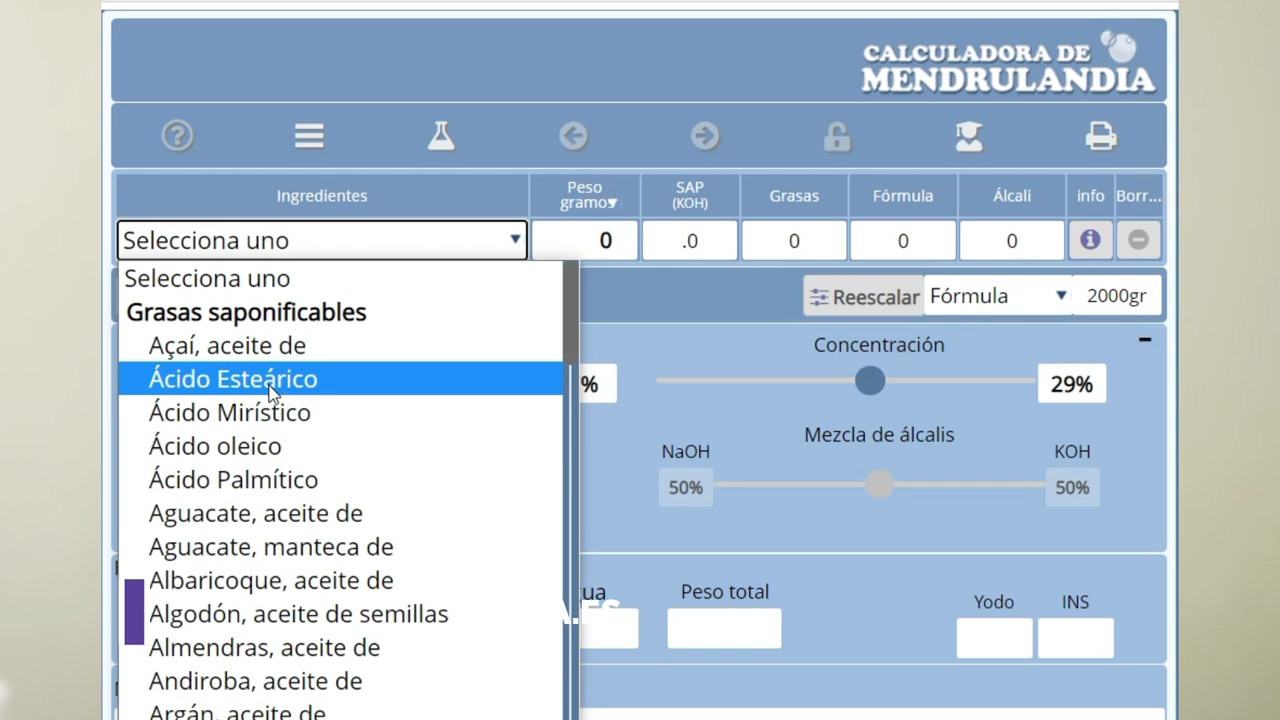 CALCULADORA DE
MENDRULANDIA
Ingredientes
Peso
gramos
SAP
(KOH)
Grasas
Fórmula
Álcali
info
Borr...
Selecciona uno
0
.0
0
0
0
Selecciona uno
Grasas saponificables
Açaí, aceite de
Ácido Esteárico
Ácido Mirístico
Ácido oleico
Ácido Palmítico
Aguacate, aceite de
Aguacate, manteca de
Albaricoque, aceite de
Algodón, aceite de semillas
Almendras, aceite de
Andiroba, aceite de
Argán, aceite de
Reescalar
Fórmula
2000gr
Concentración
%
29%
Mezcla de álcalis
NaOH
KOH
50%
50%
Peso total
Yodo
INS